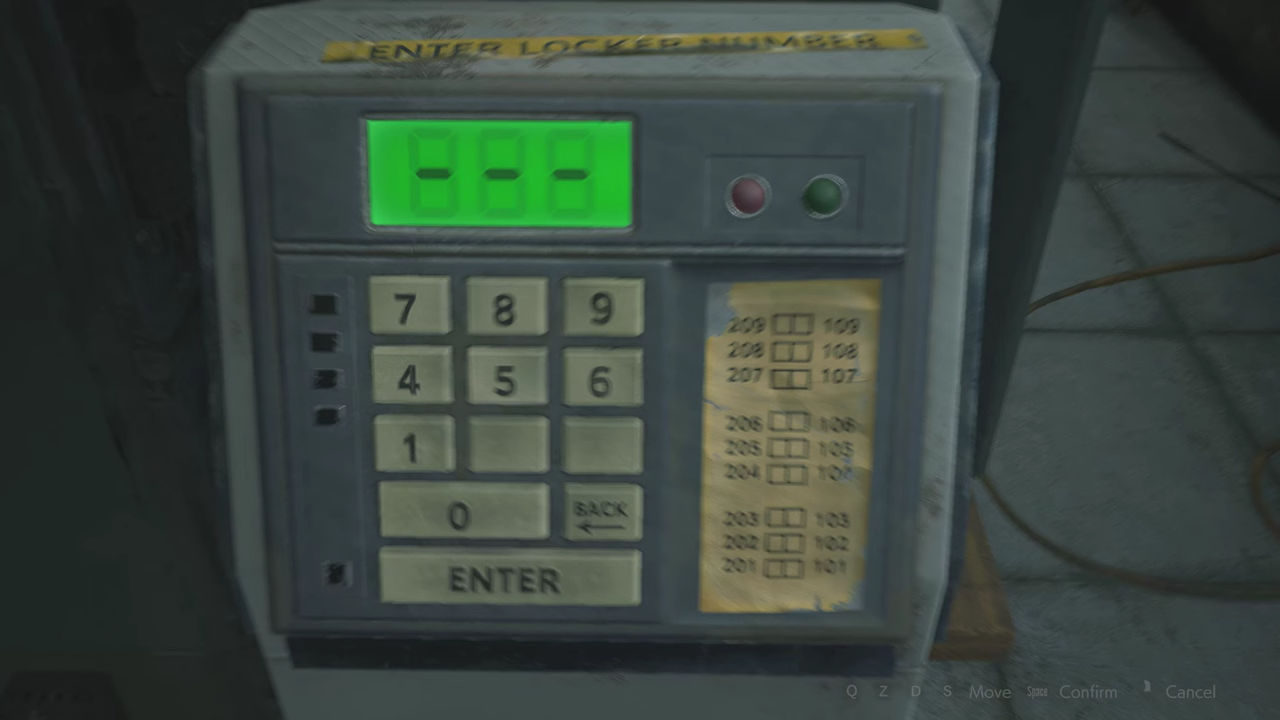 ENTER LOCKER NUMBER
- - -
7 8 9
4 5 6
1
0 BACK
ENTER
209 109
208 108
207 107
206 106
205 105
204 104
203 103
202 102
201 101
Q Z D S Move Space Confirm Cancel